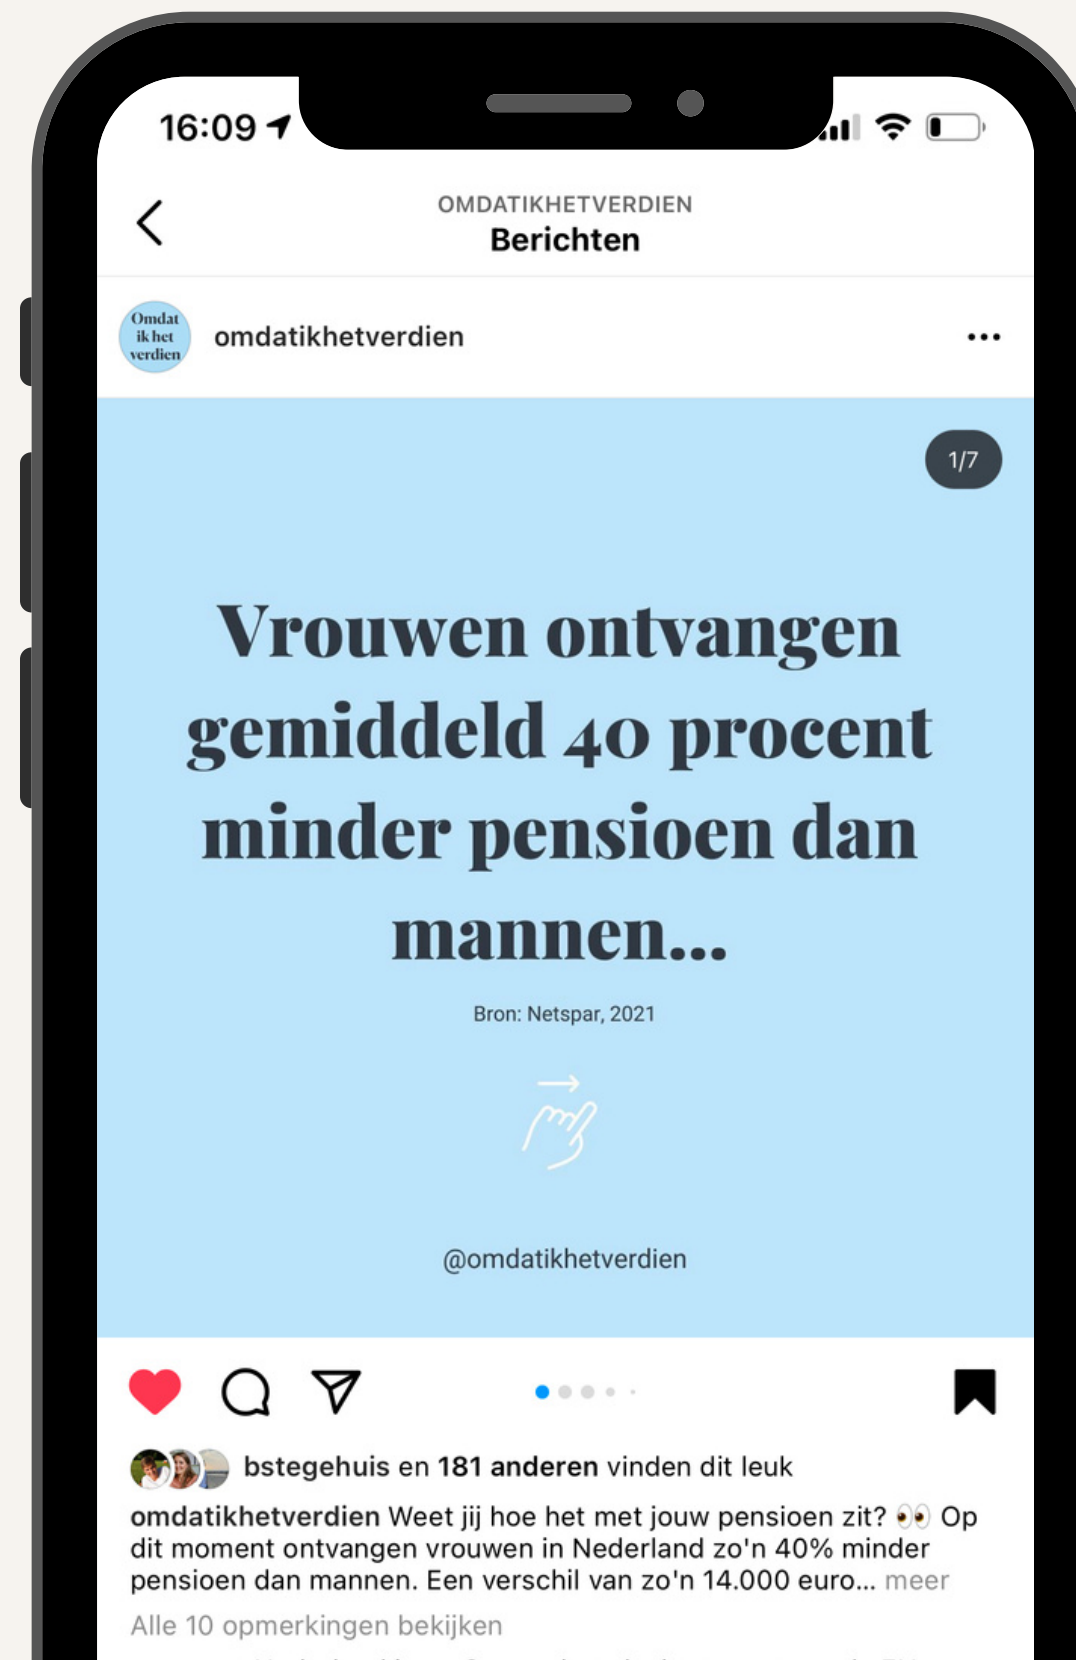 16:09
OMDATIKHETVERDIEN
Berichten
Omdat
ik het
verdien
omdatikhetverdien
1/7
Vrouwen ontvangen
gemiddeld 40 procent
minder pensioen dan
mannen...
Bron: Netspar, 2021
@omdatikhetverdien
bstegehuis en 181 anderen vinden dit leuk
omdatikhetverdien Weet jij hoe het met jouw pensioen zit? 👀 Op
dit moment ontvangen vrouwen in Nederland zo'n 40% minder
pensioen dan mannen. Een verschil van zo'n 14.000 euro... meer
Alle 10 opmerkingen bekijken